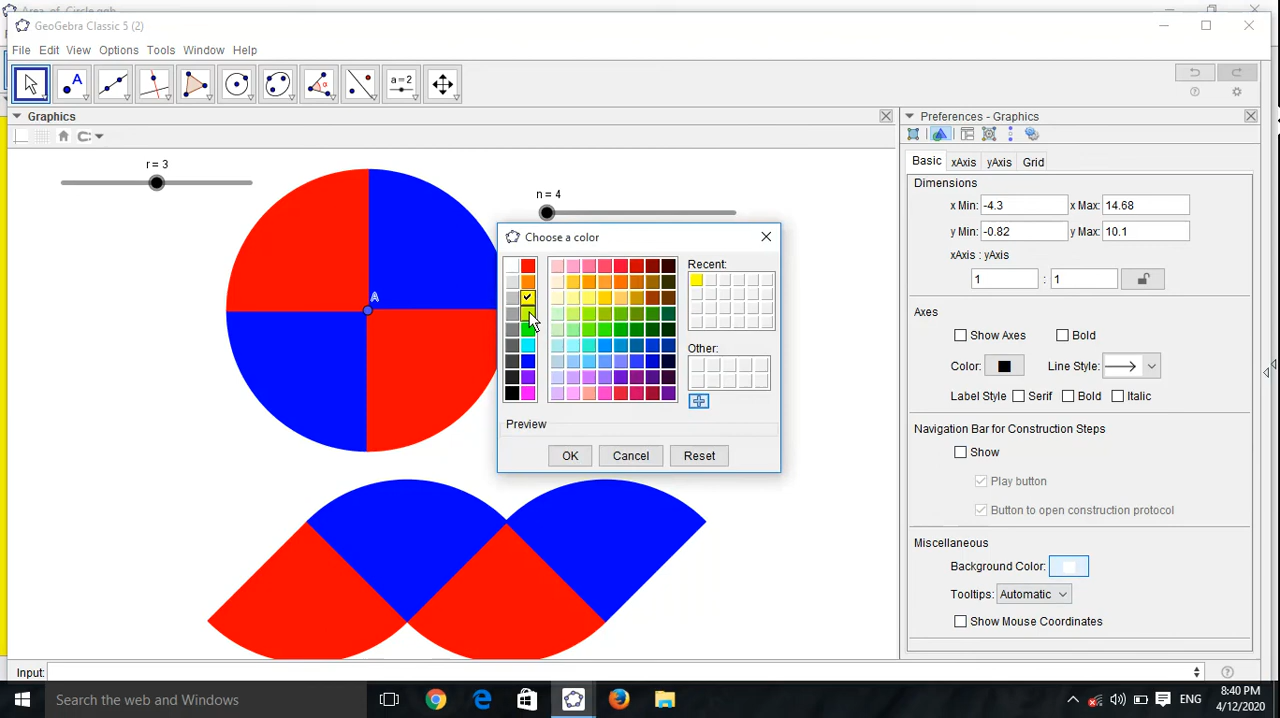 Area_of_Circle.ggb
GeoGebra Classic 5 (2)
File Edit View Options Tools Window Help
A
α
a=2
Graphics
Preferences - Graphics
r = 3
n = 4
A
Basic xAxis yAxis Grid
Dimensions
x Min: -4.3 x Max: 14.68
y Min: -0.82 y Max: 10.1
xAxis : yAxis
1 : 1
Axes
Show Axes Bold
Color: Line Style:
Label Style Serif Bold Italic
Navigation Bar for Construction Steps
Show
Play button
Button to open construction protocol
Miscellaneous
Background Color:
Tooltips: Automatic
Show Mouse Coordinates
Choose a color
Recent:
Other:
Preview
OK Cancel Reset
Input:
Search the web and Windows
ENG
8:40 PM
4/12/2020